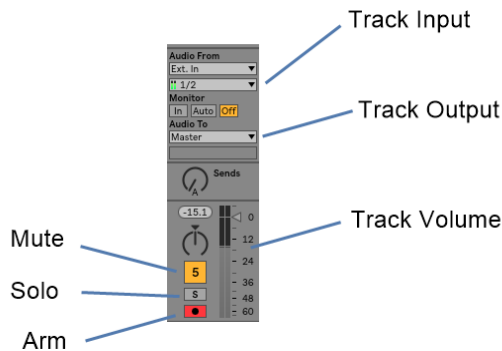 Track Input
Audio From
Ext. In
1/2
Monitor
In Auto Off
Audio To
Master
Track Output
Sends
A
-15.1
0
12
24
36
48
60
Track Volume
Mute
5
Solo
S
Arm